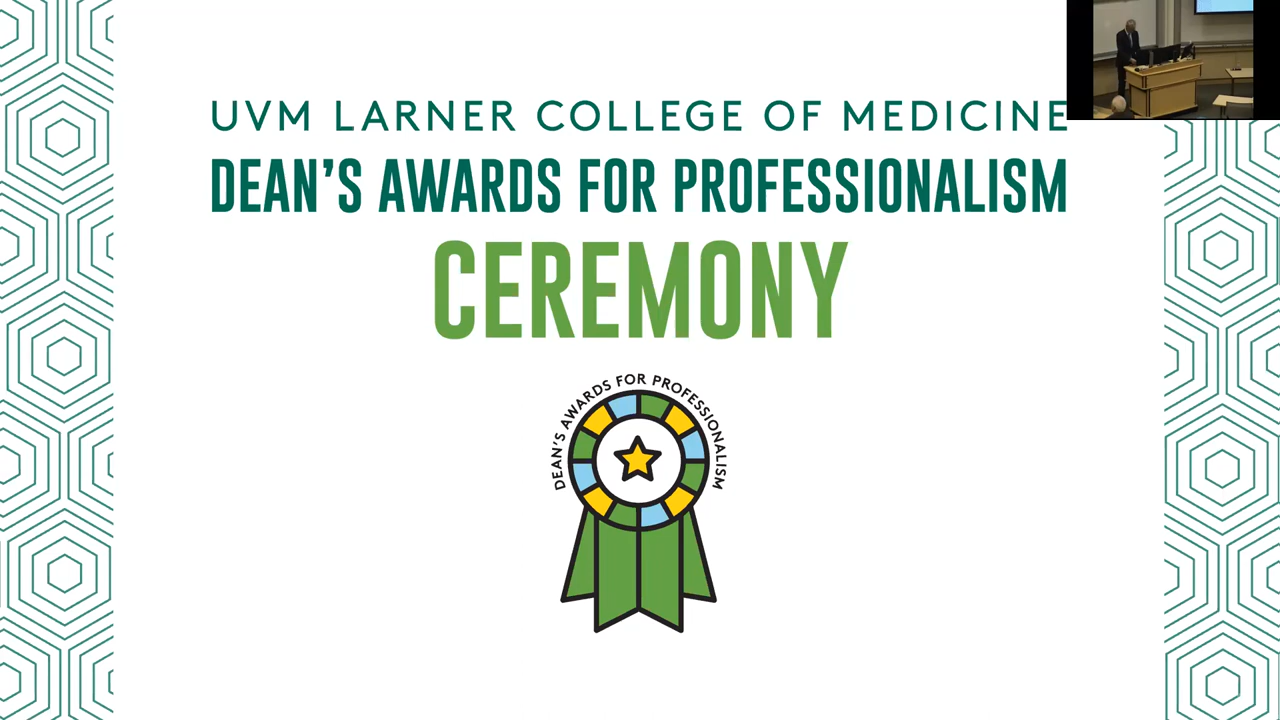 UVM LARNER COLLEGE OF MEDICINE
DEAN'S AWARDS FOR PROFESSIONALISM
CEREMONY
DEAN'S AWARDS FOR PROFESSIONALISM